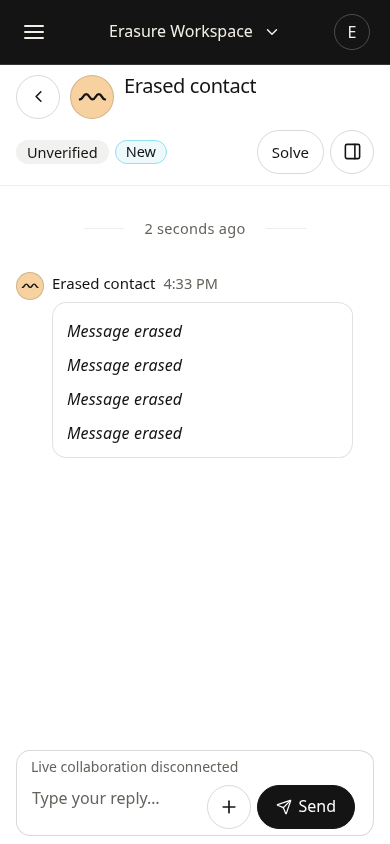 Erasure Workspace
E
Erased contact
Unverified
New
Solve
2 seconds ago
Erased contact 4:33 PM
Message erased
Message erased
Message erased
Message erased
Live collaboration disconnected
Type your reply...
Send